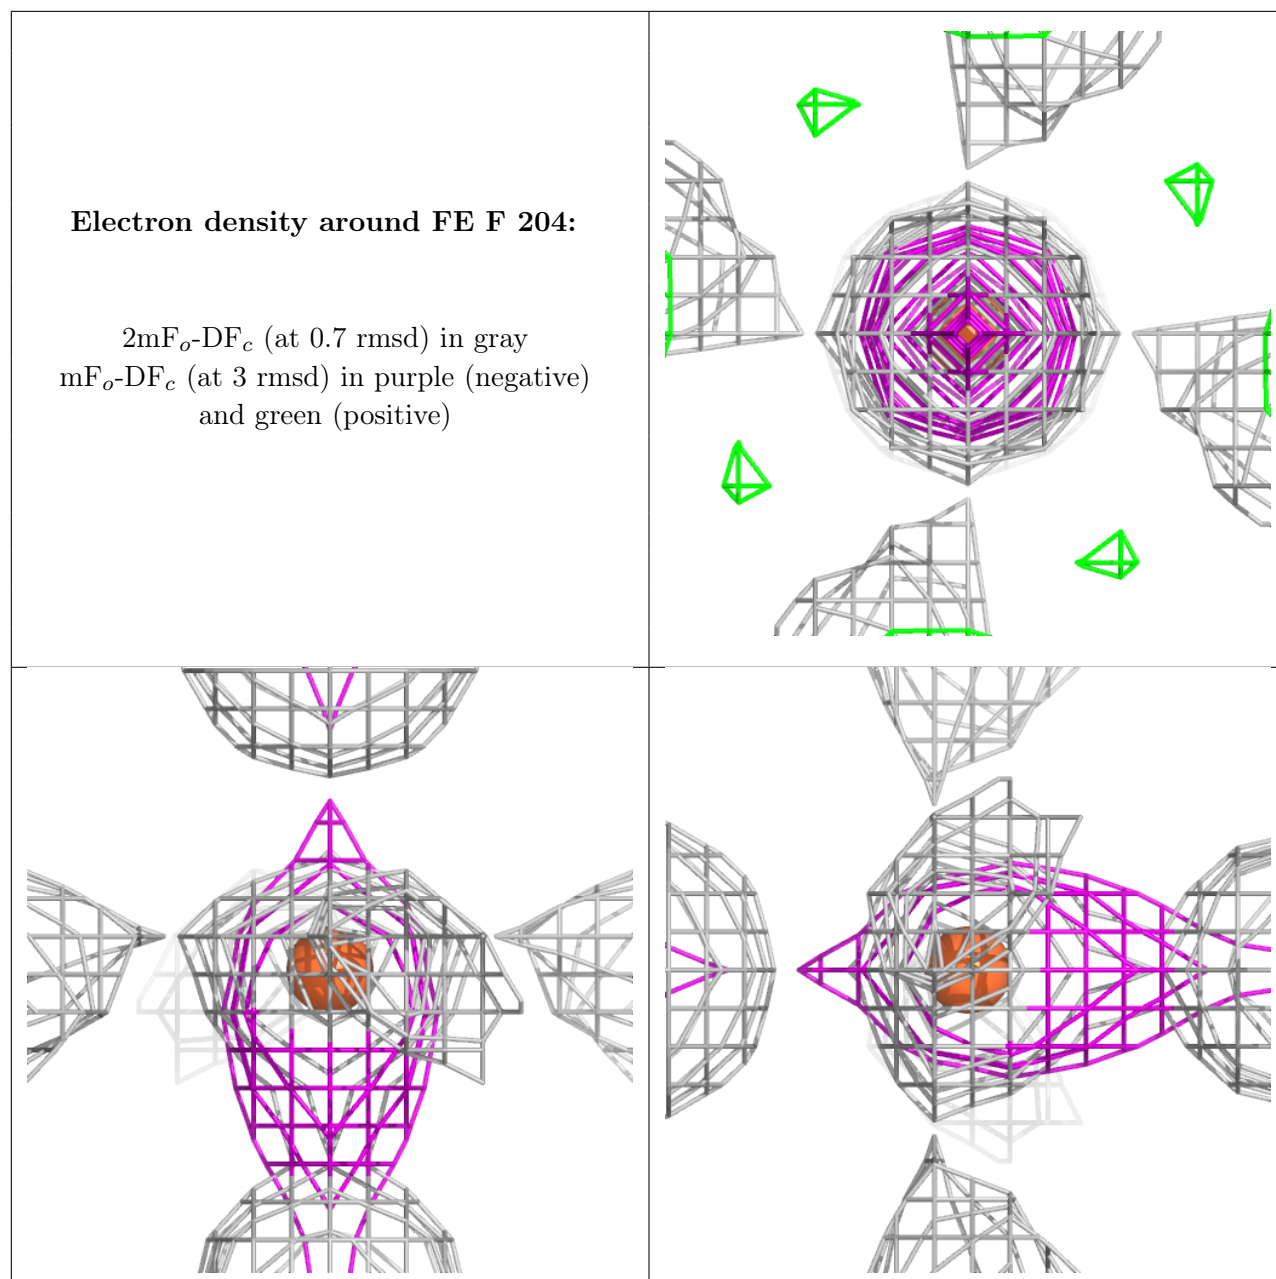 Electron density around FE F 204:
2mFo-DFc (at 0.7 rmsd) in gray
mFo-DFc (at 3 rmsd) in purple (negative)
and green (positive)